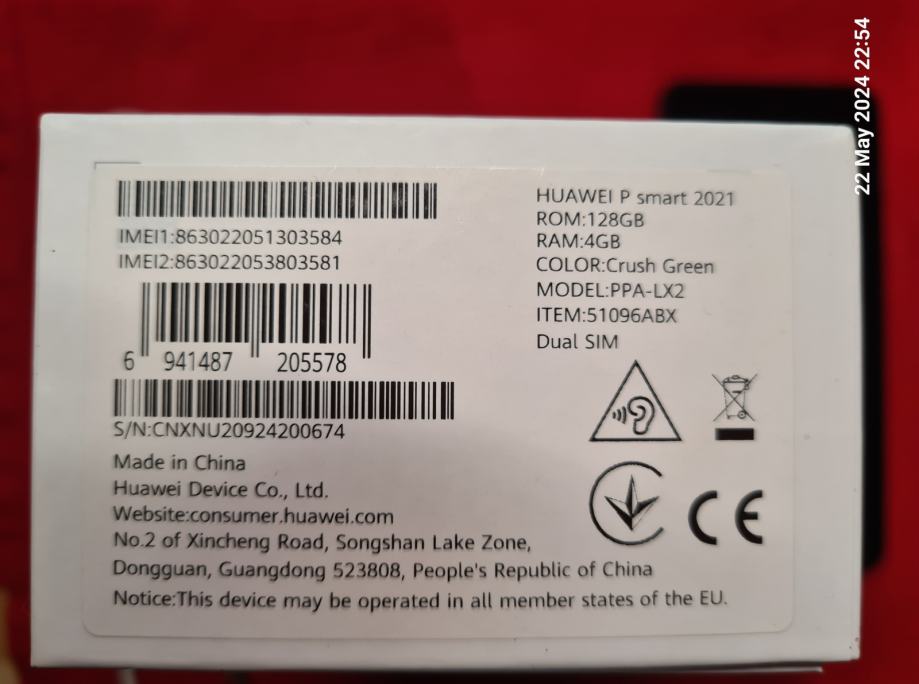 22 May 2024 22:54
IMEI1:863022051303584
IMEI2:863022053803581
6 941487 205578
S/N:CNXNU20924200674
Made in China
Huawei Device Co., Ltd.
Website:consumer.huawei.com
No.2 of Xincheng Road, Songshan Lake Zone,
Dongguan, Guangdong 523808, People's Republic of China
Notice:This device may be operated in all member states of the EU.
HUAWEI P smart 2021
ROM:128GB
RAM:4GB
COLOR:Crush Green
MODEL:PPA-LX2
ITEM:51096ABX
Dual SIM
CE